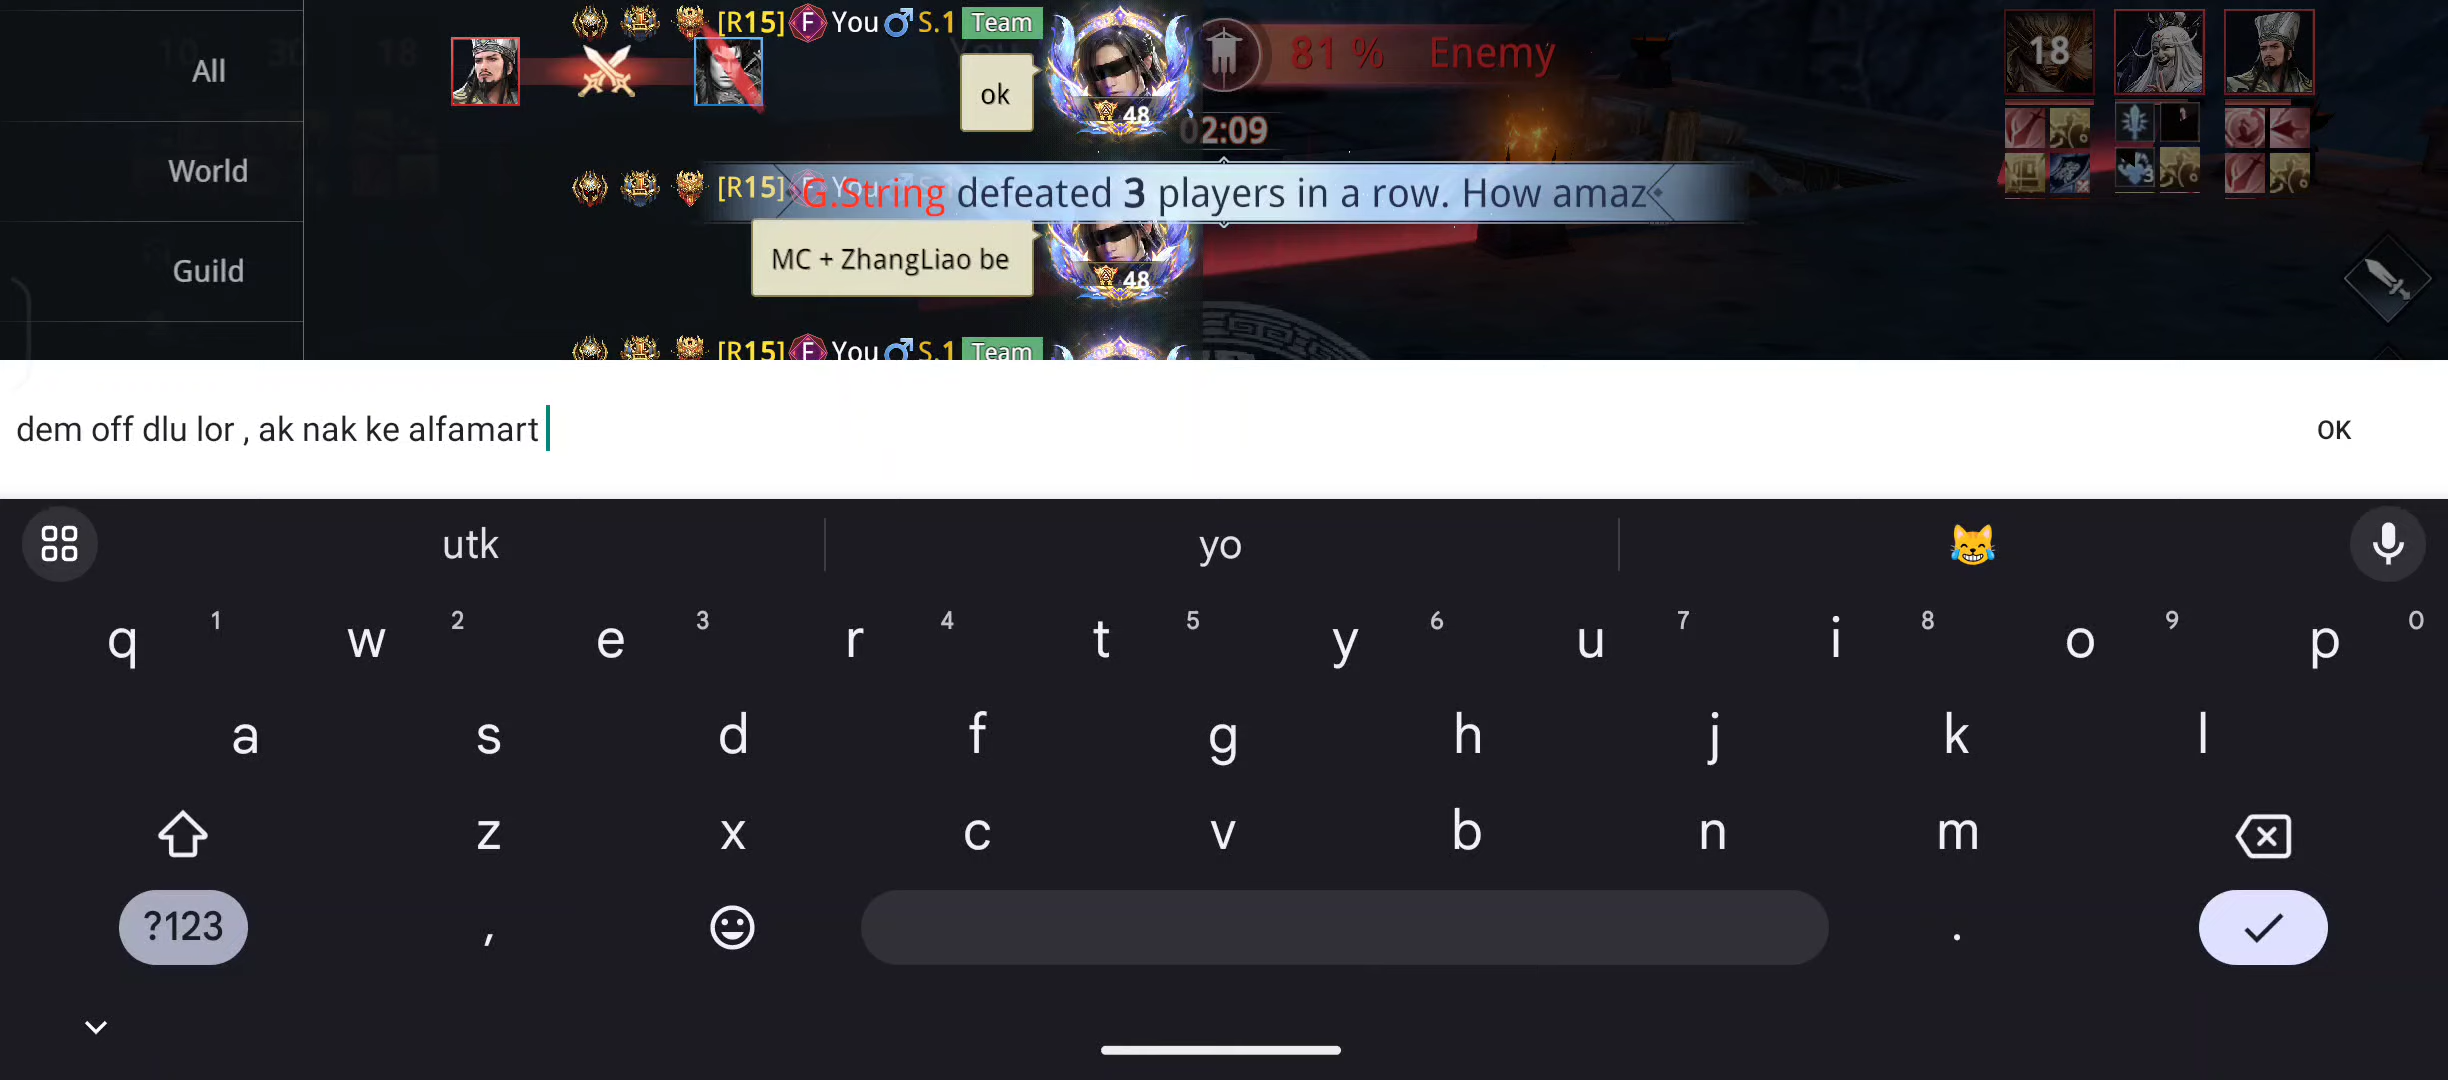 All
World
Guild
[R15] F You S.1 Team
ok
48
81 % Enemy
02:09
18
[R15]
G.String defeated 3 players in a row. How amaz
MC + ZhangLiao be
48
3
[R15] F You S.1 Team
dem off dlu lor , ak nak ke alfamart
OK
utk yo
q 1 w 2 e 3 r 4 t 5 y 6 u 7 i 8 o 9 p 0
a s d f g h j k l
z x c v b n m
?123 , .